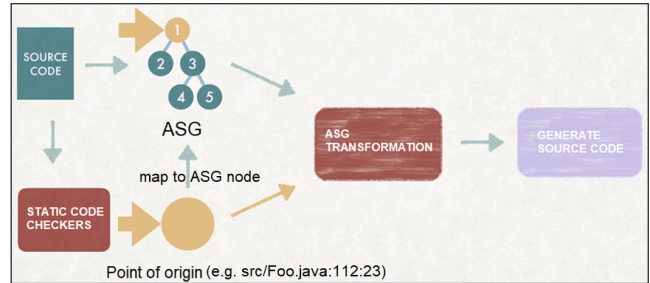 SOURCE
CODE
1
2
3
4
5
ASG
ASG
TRANSFORMATION
GENERATE
SOURCE CODE
map to ASG node
STATIC CODE
CHECKERS
Point of origin (e.g. src/Foo.java:112:23)